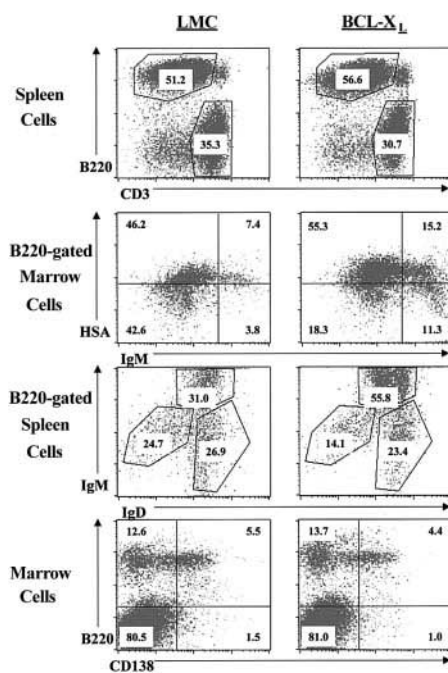 LMC BCL-XL
51.2 56.6
Spleen
Cells
35.3 30.7
B220
CD3
46.2 7.4 55.3 15.2
B220-gated
Marrow
Cells
HSA 42.6 3.8 18.3 11.3
IgM
B220-gated
Spleen
Cells
31.0 55.8
24.7 26.9 14.1 23.4
IgM
IgD
12.6 5.5 13.7 4.4
Marrow
Cells
B220 80.5 1.5 81.0 1.0
CD138